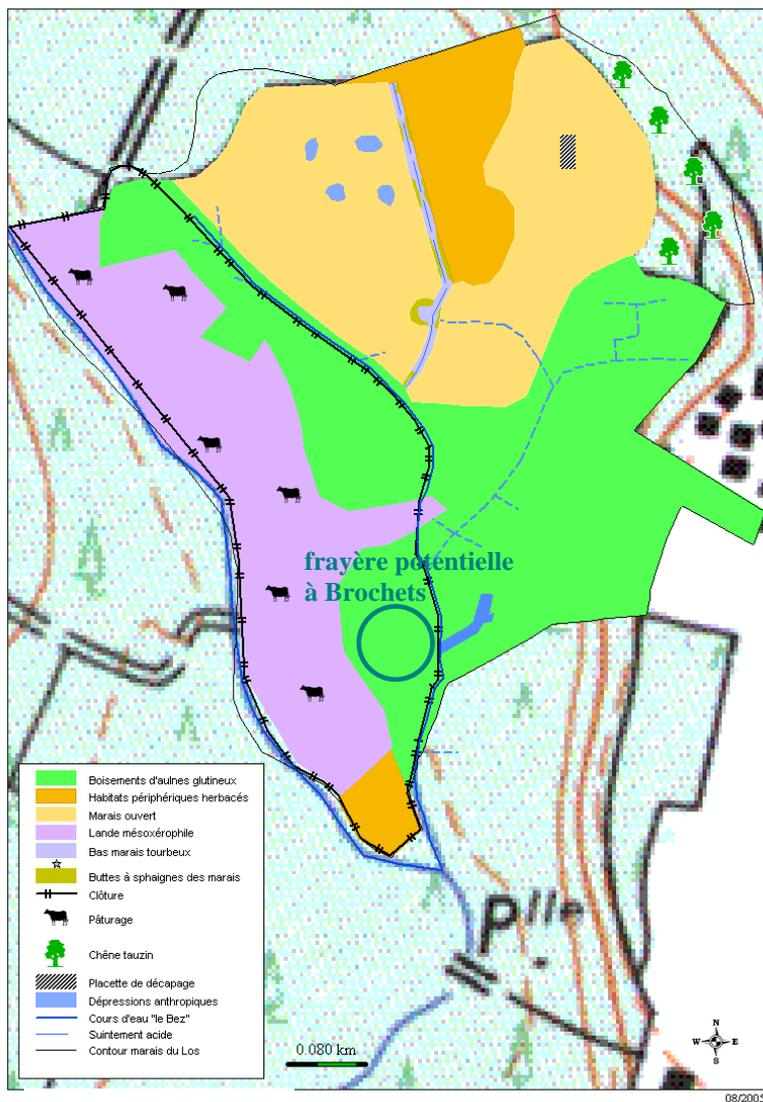 frayère potentielle
à Brochets
Boisements d'aulnes glutineux
Habitats périphériques herbacés
Marais ouvert
Lande mésoxérophile
Bas marais tourbeux
Buttes à sphaignes des marais
Clôture
Pâturage
Chêne tauzin
Placette de décapage
Dépressions anthropiques
Cours d'eau "le Bez"
Suintement acide
Contour marais du Los
0.080 km
Plle
N
W E
S
08/2005